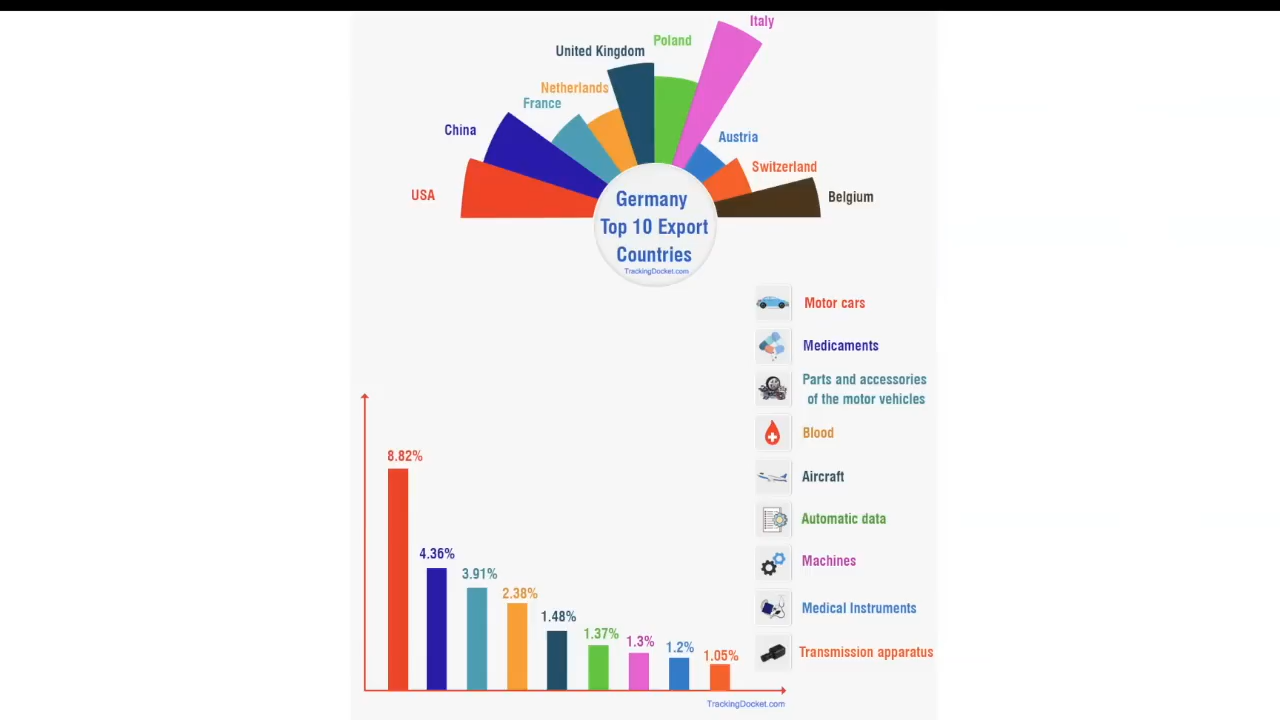 Italy
Poland
United Kingdom
Netherlands
France
China
Austria
Switzerland
USA
Belgium
Germany
Top 10 Export
Countries
TrackingDocket.com
Motor cars
Medicaments
Parts and accessories
of the motor vehicles
Blood
Aircraft
Automatic data
Machines
Medical Instruments
Transmission apparatus
8.82%
4.36%
3.91%
2.38%
1.48%
1.37%
1.3%
1.2%
1.05%
TrackingDocket.com